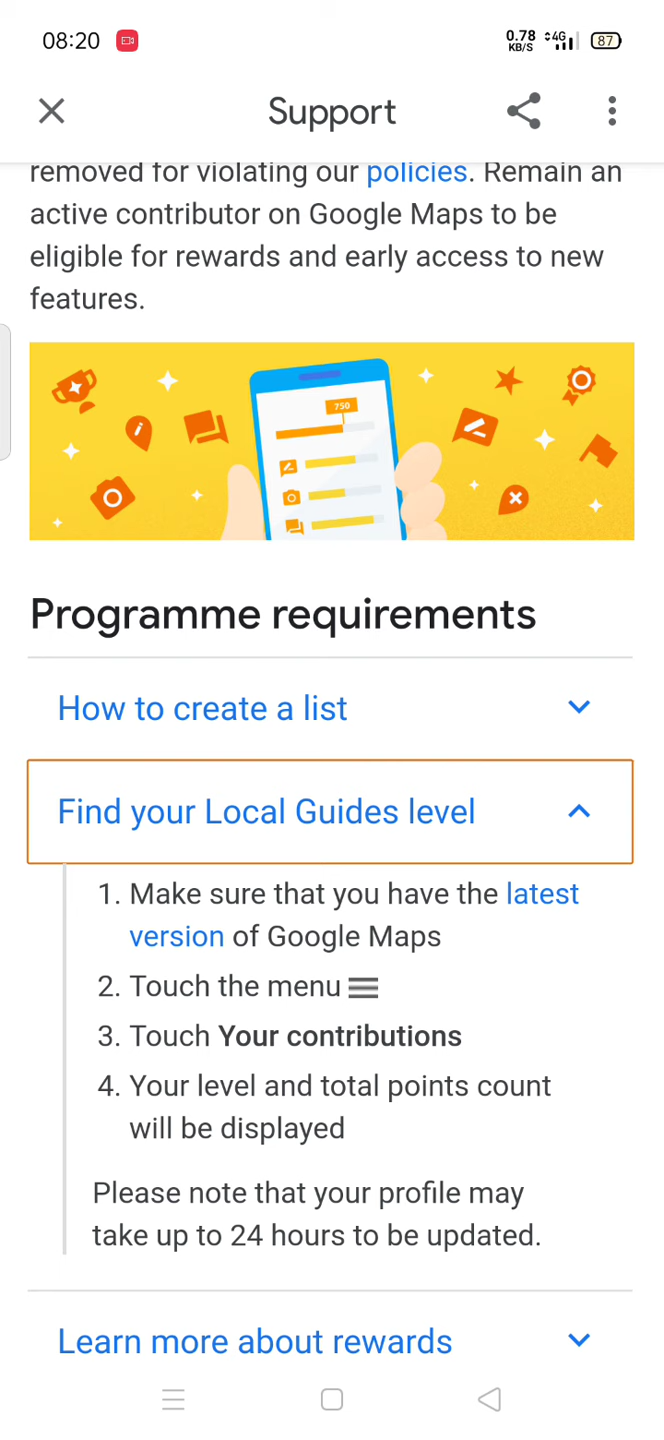 08:20
0.78
KB/S
4G
87
Support
removed for violating our policies. Remain an
active contributor on Google Maps to be
eligible for rewards and early access to new
features.
750
Programme requirements
How to create a list
Find your Local Guides level
1. Make sure that you have the latest
version of Google Maps
2. Touch the menu
3. Touch Your contributions
4. Your level and total points count
will be displayed
Please note that your profile may
take up to 24 hours to be updated.
Learn more about rewards